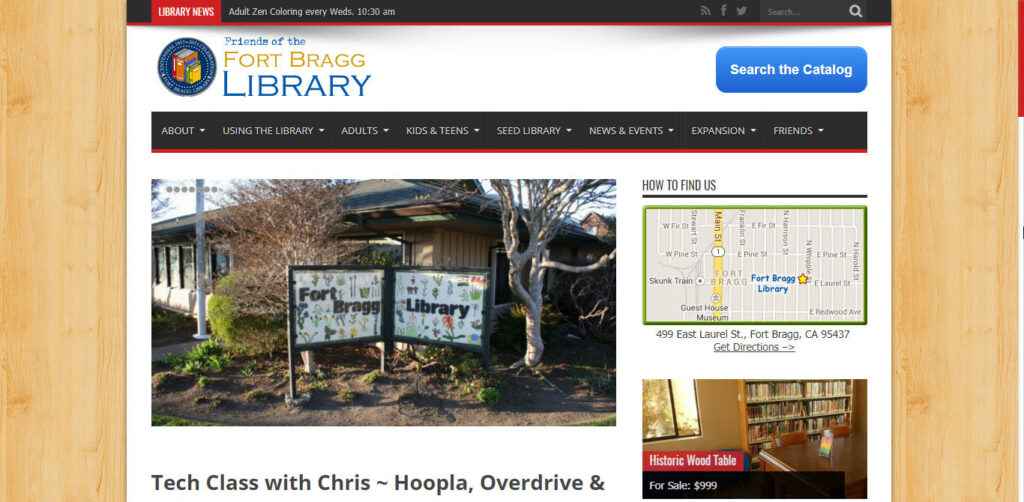 LIBRARY NEWS
Adult Zen Coloring every Weds. 10:30 am
Search...
Friends of the
FORT BRAGG
LIBRARY
Search the Catalog
ABOUT
USING THE LIBRARY
ADULTS
KIDS & TEENS
SEED LIBRARY
NEWS & EVENTS
EXPANSION
FRIENDS
Fort
Bragg
Library
HOW TO FIND US
Stewart St
Main St
Franklin St
N Harrison St
N Whipple St
N Harold St
W Fir St
E Fir St
1
W Pine St
E Pine St
E Pine St
Skunk Train
FORT
BRAGG
Fort Bragg
Library
E Laurel St
Guest House
Museum
E Redwood Ave
499 East Laurel St., Fort Bragg, CA 95437
Get Directions –>
Historic Wood Table
For Sale: $999
Tech Class with Chris ~ Hoopla, Overdrive &